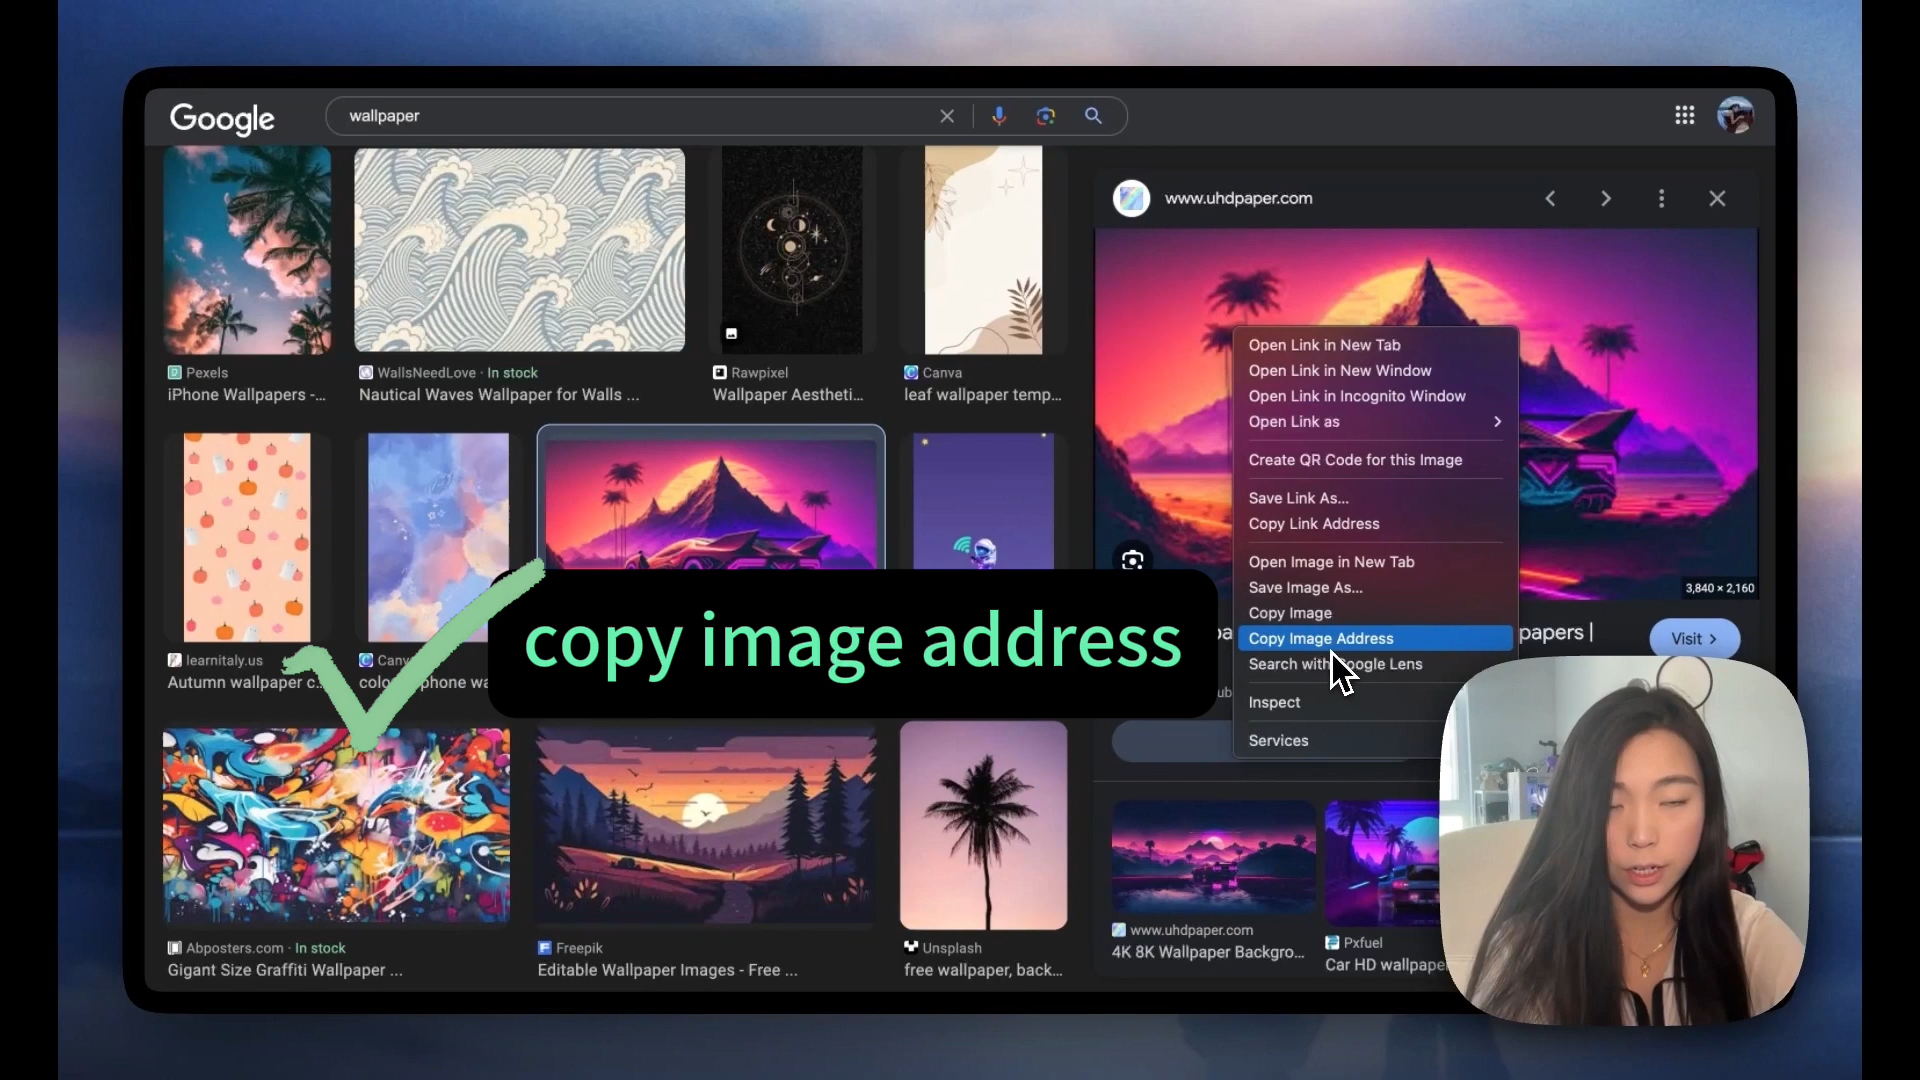 Google
wallpaper
www.uhdpaper.com
Pexels
iPhone Wallpapers -...
WallsNeedLove · In stock
Nautical Waves Wallpaper for Walls ...
Rawpixel
Wallpaper Aestheti...
Canva
leaf wallpaper temp...
Open Link in New Tab
Open Link in New Window
Open Link in Incognito Window
Open Link as
Create QR Code for this Image
Save Link As...
Copy Link Address
Open Image in New Tab
Save Image As...
Copy Image
Copy Image Address
Search with Google Lens
Inspect
Services
3,840 × 2,160
papers |
Visit
copy image address
learnitaly.us
Autumn wallpaper c...
Abposters.com · In stock
Gigant Size Graffiti Wallpaper ...
Freepik
Editable Wallpaper Images - Free ...
Unsplash
free wallpaper, back...
www.uhdpaper.com
4K 8K Wallpaper Backgro...
Pxfuel
Car HD wallpape